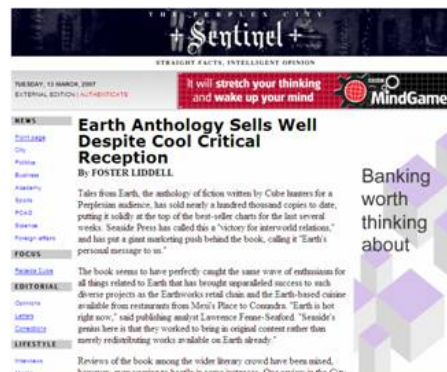 THE PERPLEX CITY
Sentinel
STRAIGHT FACTS, INTELLIGENT OPINION
TUESDAY, 13 MARCH, 2007
EXTERNAL EDITION | AUTHENTICATE
It will stretch your thinking
and wake up your mind
MindGame
NEWS
Front page
City
Politics
Business
Academy
Sports
PCAG
Science
Foreign affairs
FOCUS
Receda Cube
EDITORIAL
Opinions
Letters
Corrections
LIFESTYLE
Interviews
Earth Anthology Sells Well
Despite Cool Critical
Reception
By FOSTER LIDDELL
Tales from Earth, the anthology of fiction written by Cube hunters for a
Perplexian audience, has sold nearly a hundred thousand copies to date,
putting it solidly at the top of the best-seller charts for the last several
weeks. Seaside Press has called this a "victory for interworld relations,"
and has put a giant marketing push behind the book, calling it "Earth's
personal message to us."
The book seems to have perfectly caught the same wave of enthusiasm for
all things related to Earth that has brought unparalleled success to such
diverse projects as the Earthworks retail chain and the Earth-based cuisine
available from restaurants from Meni's Place to Comandra. "Earth is hot
right now," said publishing analyst Lawrence Fenne-Seaford. "Seaside's
genius here is that they worked to bring in original content rather than
merely redistributing works available on Earth already."
Reviews of the book among the wider literary crowd have been mixed,
Banking
worth
thinking
about